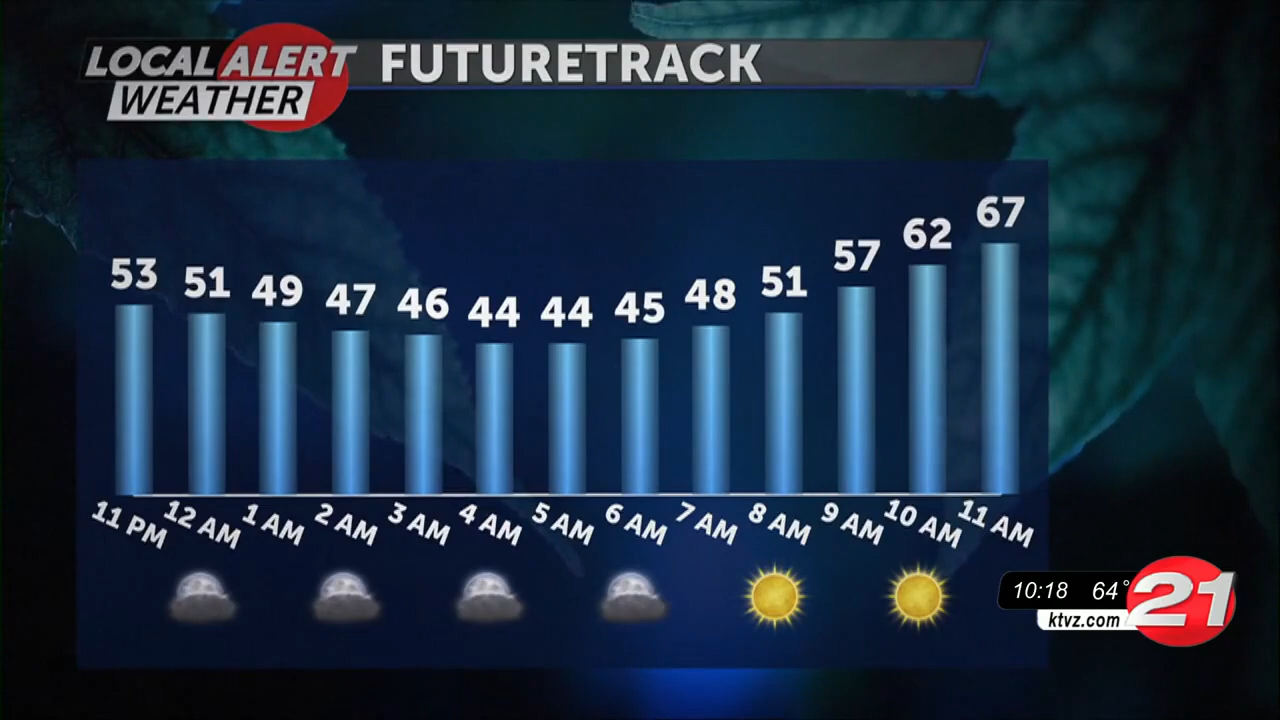 LOCAL ALERT
WEATHER
FUTURETRACK
53 51 49 47 46 44 44 45 48 51 57 62 67
11 PM 12 AM 1 AM 2 AM 3 AM 4 AM 5 AM 6 AM 7 AM 8 AM 9 AM 10 AM 11 AM
10:18 64°
ktvz.com
21